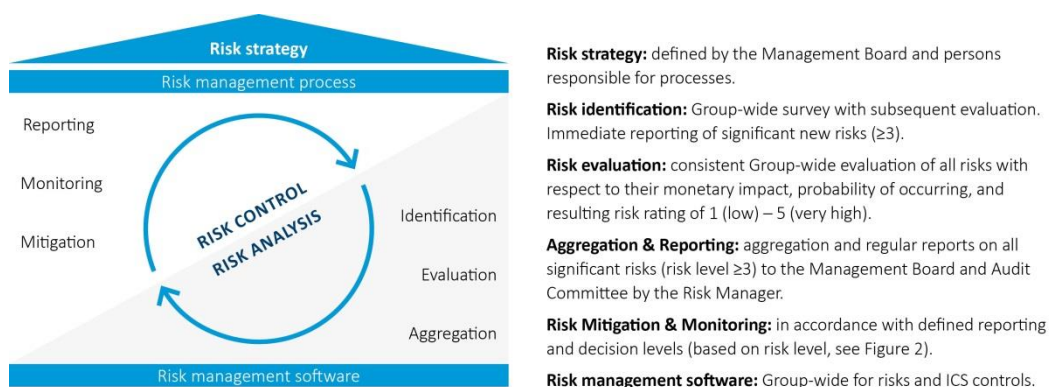 Risk strategy
Risk management process
Reporting
Monitoring
Mitigation
RISK CONTROL
RISK ANALYSIS
Identification
Evaluation
Aggregation
Risk management software
Risk strategy: defined by the Management Board and persons
responsible for processes.
Risk identification: Group-wide survey with subsequent evaluation.
Immediate reporting of significant new risks (≥3).
Risk evaluation: consistent Group-wide evaluation of all risks with
respect to their monetary impact, probability of occurring, and
resulting risk rating of 1 (low) – 5 (very high).
Aggregation & Reporting: aggregation and regular reports on all
significant risks (risk level ≥3) to the Management Board and Audit
Committee by the Risk Manager.
Risk Mitigation & Monitoring: in accordance with defined reporting
and decision levels (based on risk level, see Figure 2).
Risk management software: Group-wide for risks and ICS controls.